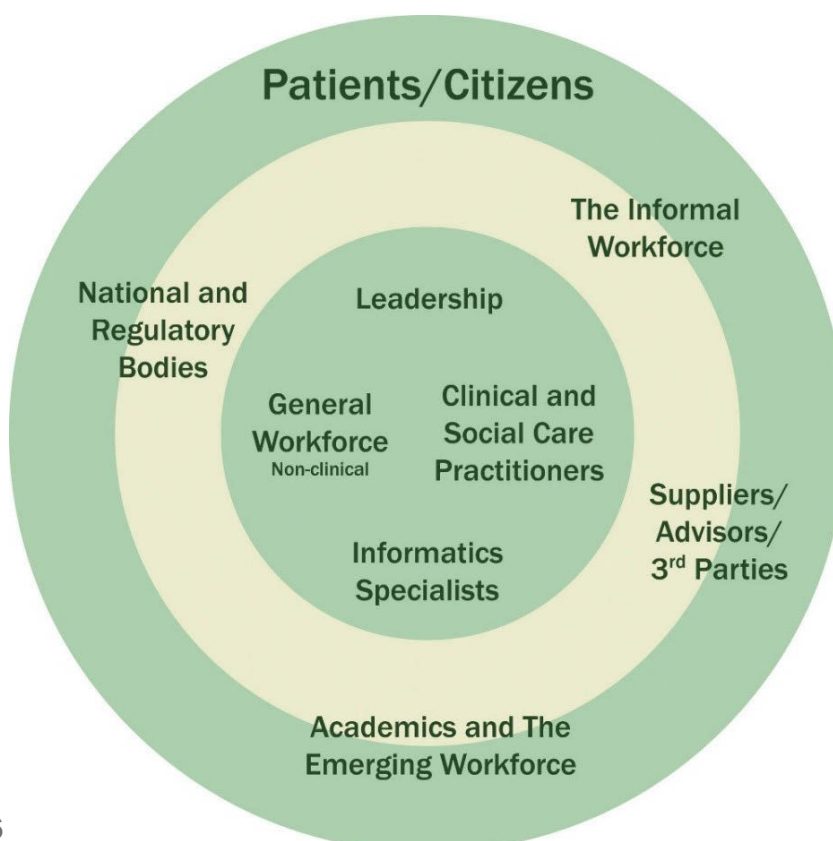 Patients/Citizens
The Informal
Workforce
National and
Regulatory
Bodies
Leadership
General
Workforce
Non-clinical
Clinical and
Social Care
Practitioners
Suppliers/
Advisors/
3rd Parties
Informatics
Specialists
Academics and The
Emerging Workforce